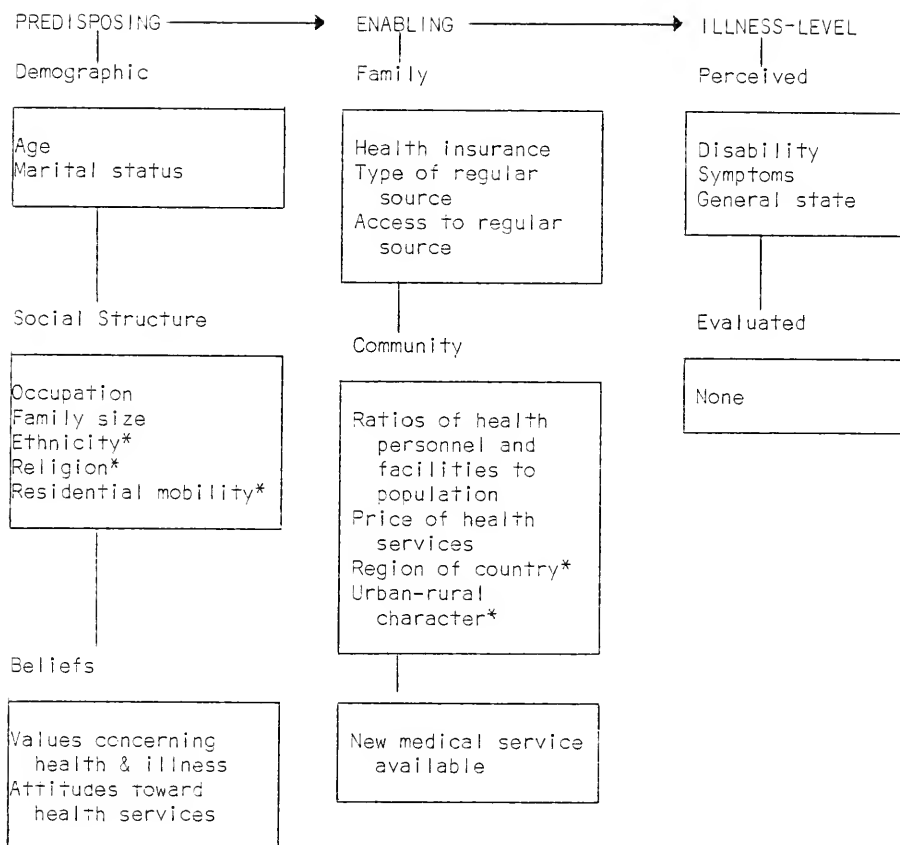 PREDISPOSING
Demographic
Age
Marital status
Social Structure
Occupation
Family size
Ethnicity*
Religion*
Residential mobility*
Beliefs
Values concerning
health & illness
Attitudes toward
health services
ENABLING
Family
Health insurance
Type of regular
source
Access to regular
source
Community
Ratios of health
personnel and
facilities to
population
Price of health
services
Region of country*
Urban-rural
character*
New medical service
available
ILLNESS-LEVEL
Perceived
Disability
Symptoms
General state
Evaluated
None